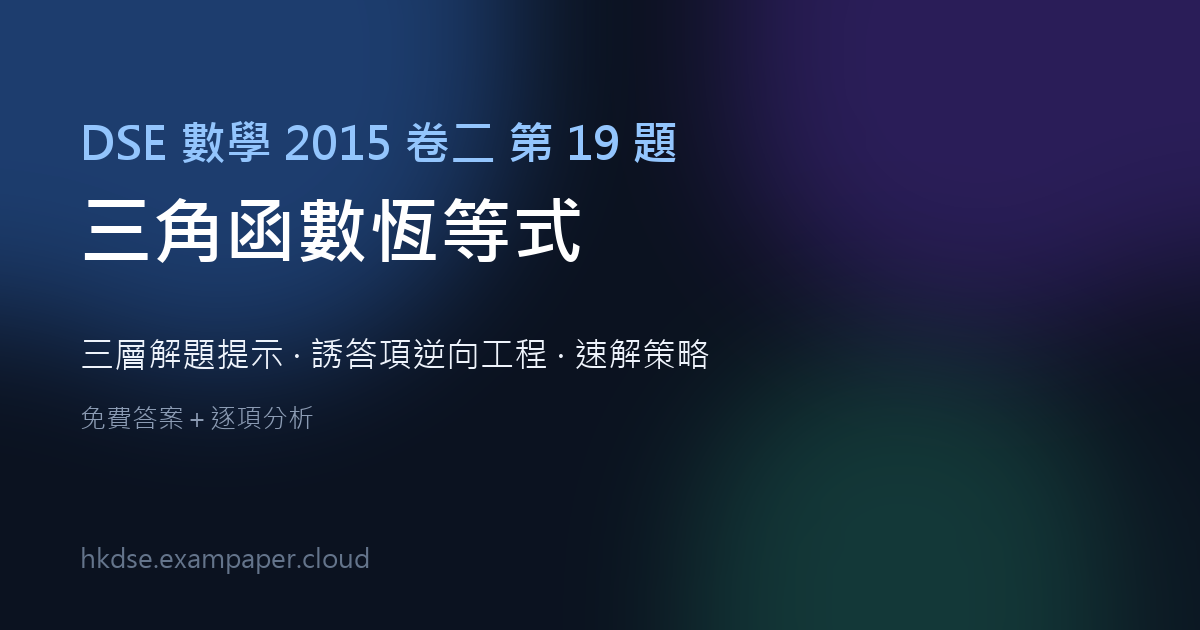 DSE 數學 2015 卷二 第 19 題
三角函數恆等式
三層解題提示 · 誘答項逆向工程 · 速解策略
免費答案 + 逐項分析
hkdse.exampaper.cloud